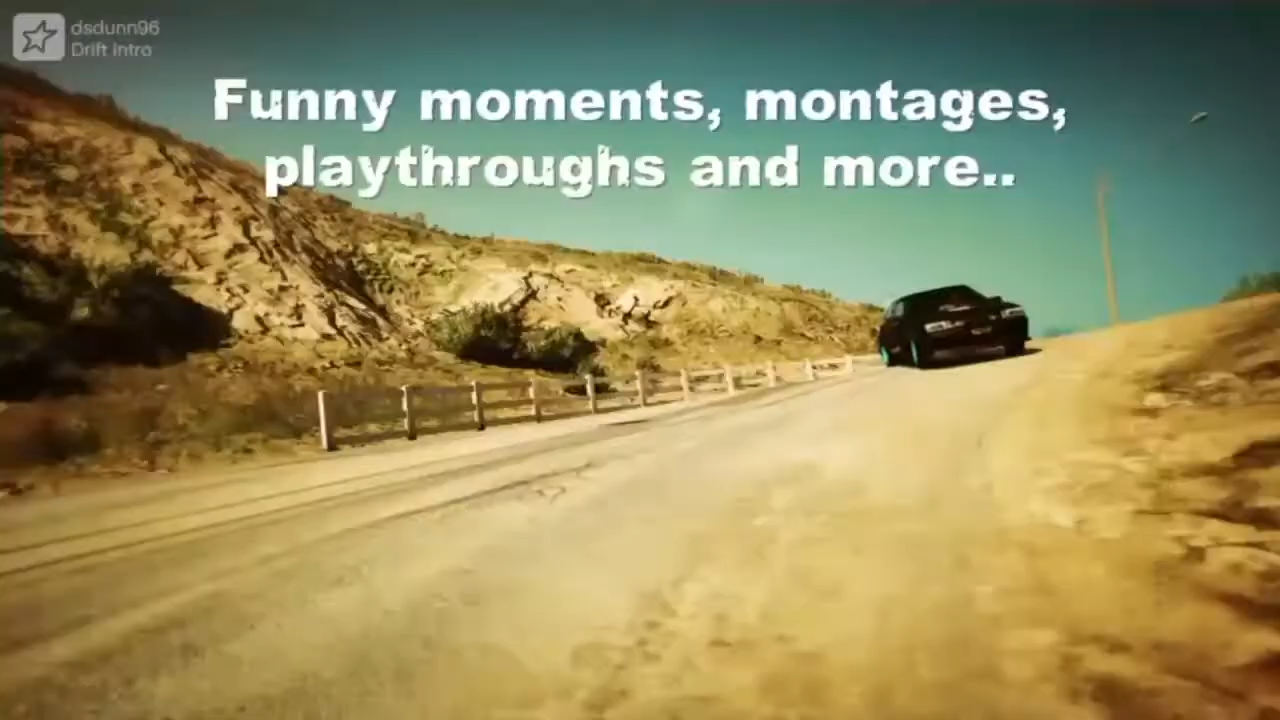 dsdunn96
Drift Intro
Funny moments, montages,
playthroughs and more..